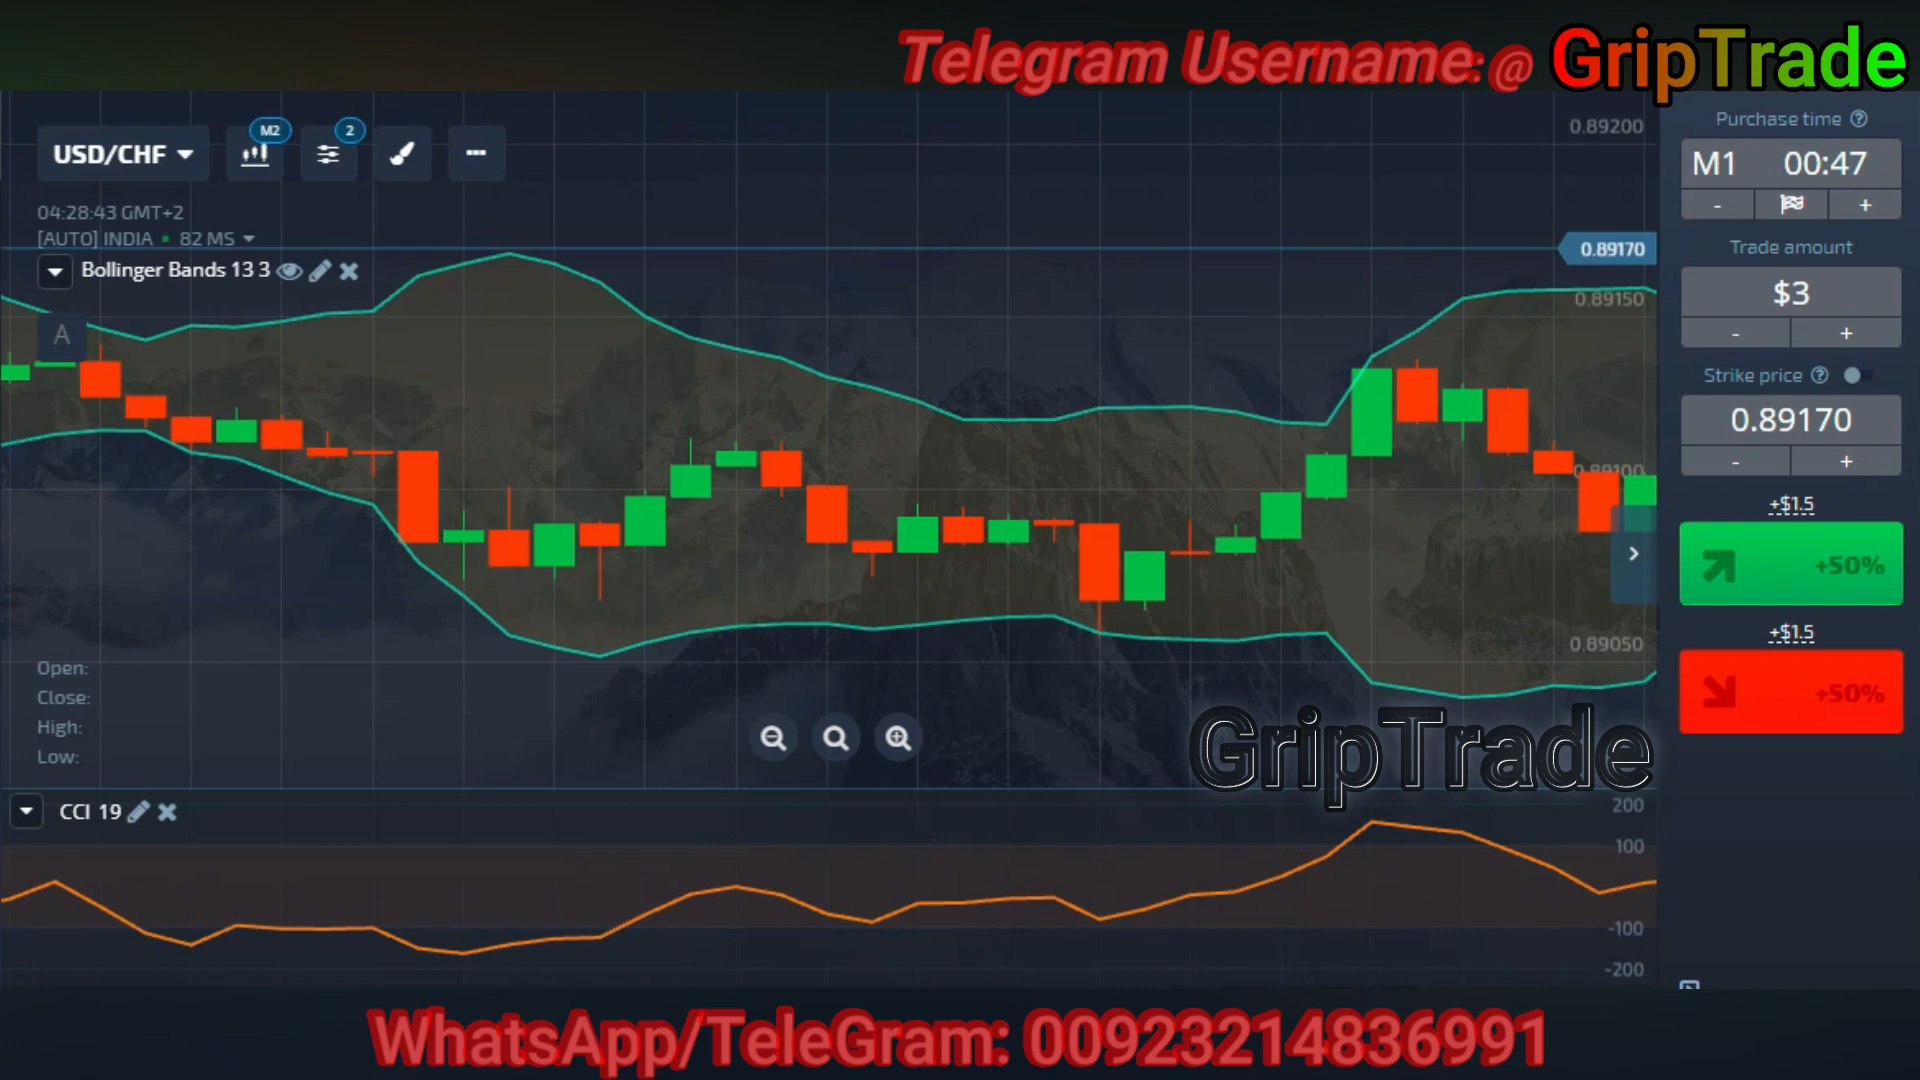 Telegram Username:@ GripTrade
0.89200
Purchase time ?
M2
2
USD/CHF
M1 00:47
- +
04:28:43 GMT+2
[AUTO] INDIA • 82 MS
0.89170
Trade amount
Bollinger Bands 13 3
0.89150
$3
- +
A
Strike price ?
0.89170
- +
0.89100
+$1.5
+50%
+$1.5
0.89050
+50%
Open:
Close:
High:
Low:
GripTrade
CCI 19
200
100
-100
-200
WhatsApp/TeleGram: 00923214836991